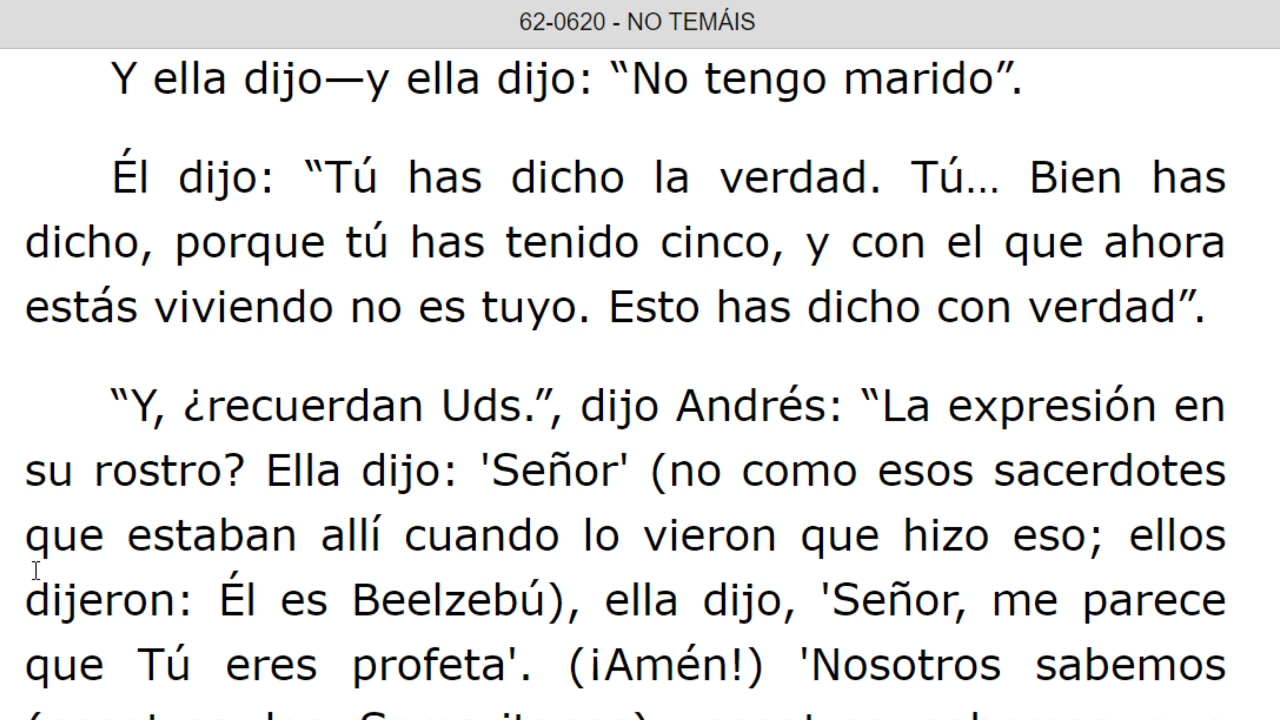 62-0620 - NO TEMÁIS
Y ella dijo—y ella dijo: “No tengo marido”.
Él dijo: “Tú has dicho la verdad. Tú… Bien has
dicho, porque tú has tenido cinco, y con el que ahora
estás viviendo no es tuyo. Esto has dicho con verdad”.
“Y, ¿recuerdan Uds.”, dijo Andrés: “La expresión en
su rostro? Ella dijo: 'Señor' (no como esos sacerdotes
que estaban allí cuando lo vieron que hizo eso; ellos
dijeron: Él es Beelzebú), ella dijo, 'Señor, me parece
que Tú eres profeta'. (¡Amén!) 'Nosotros sabemos